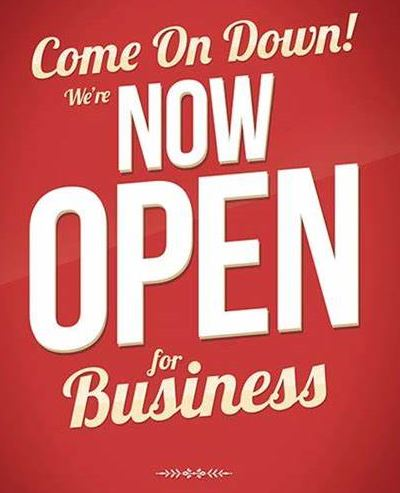 Come On Down!
We're NOW
OPEN
for
Business